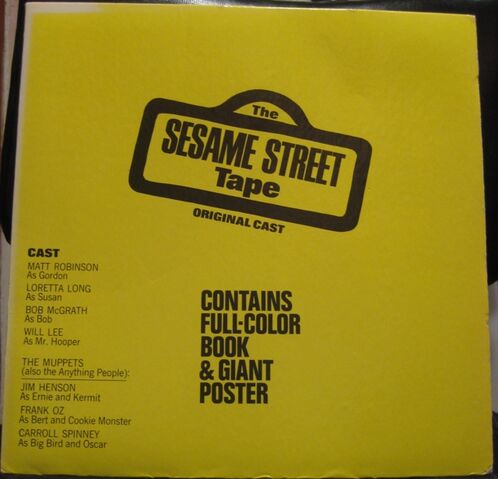 The
SESAME STREET
Tape
ORIGINAL CAST
CAST
MATT ROBINSON
As Gordon
LORETTA LONG
As Susan
BOB McGRATH
As Bob
WILL LEE
As Mr. Hooper
THE MUPPETS
(also the Anything People):
JIM HENSON
As Ernie and Kermit
FRANK OZ
As Bert and Cookie Monster
CARROLL SPINNEY
As Big Bird and Oscar
CONTAINS
FULL-COLOR
BOOK
& GIANT
POSTER